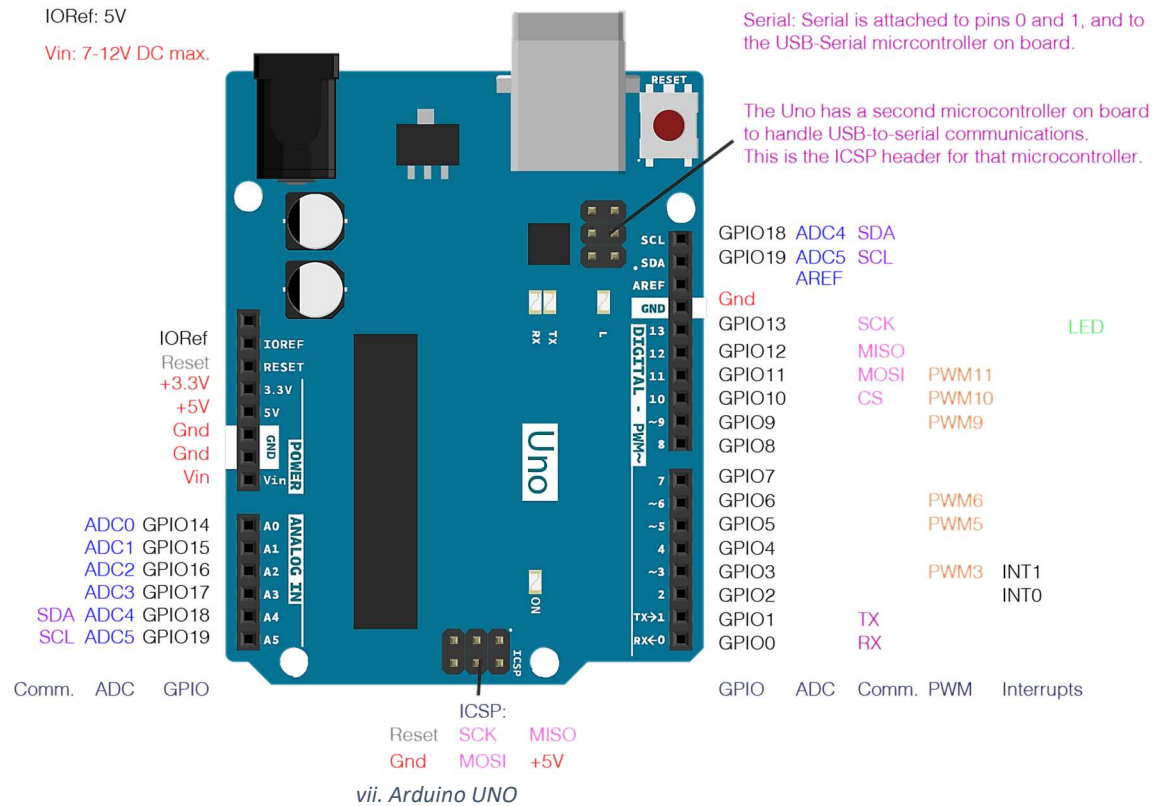 IORef: 5V
Vin: 7-12V DC max.
Serial: Serial is attached to pins 0 and 1, and to
the USB-Serial micrcontroller on board.
The Uno has a second microcontroller on board
to handle USB-to-serial communications.
This is the ICSP header for that microcontroller.
RESET
IORef
Reset
+3.3V
+5V
Gnd
Gnd
Vin
ADC0 GPIO14
ADC1 GPIO15
ADC2 GPIO16
ADC3 GPIO17
SDA ADC4 GPIO18
SCL ADC5 GPIO19
Comm. ADC GPIO
IOREF
RESET
3.3V
5V
GND
Vin
POWER
A0
A1
A2
A3
A4
A5
ANALOG IN
RX
TX
L
Uno
ON
ICSP
SCL
SDA
AREF
GND
13
12
11
10
~9
8
7
~6
~5
4
~3
2
TX→1
RX←0
DIGITAL - PWM~
GPIO18 ADC4 SDA
GPIO19 ADC5 SCL
AREF
Gnd
GPIO13 SCK LED
GPIO12 MISO
GPIO11 MOSI PWM11
GPIO10 CS PWM10
GPIO9 PWM9
GPIO8
GPIO7
GPIO6 PWM6
GPIO5 PWM5
GPIO4
GPIO3 PWM3 INT1
GPIO2 INT0
GPIO1 TX
GPIO0 RX
GPIO ADC Comm. PWM Interrupts
ICSP:
Reset SCK MISO
Gnd MOSI +5V
vii. Arduino UNO